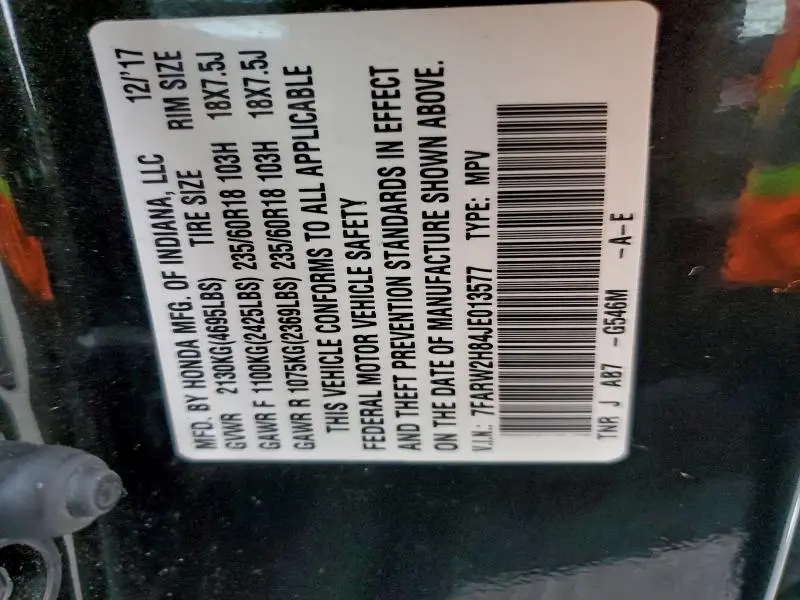 MFD. BY HONDA MFG. OF INDIANA, LLC 12/'17
GVWR 2130KG(4695LBS) TIRE SIZE RIM SIZE
GAWR F 1100KG(2425LBS) 235/60R18 103H 18X7.5J
GAWR R 1075KG(2369LBS) 235/60R18 103H 18X7.5J
THIS VEHICLE CONFORMS TO ALL APPLICABLE
FEDERAL MOTOR VEHICLE SAFETY
AND THEFT PREVENTION STANDARDS IN EFFECT
ON THE DATE OF MANUFACTURE SHOWN ABOVE.
V.I.N.: 7FARW2H84JE013577 TYPE: MPV
TNR J AB7 -G546M -A-E